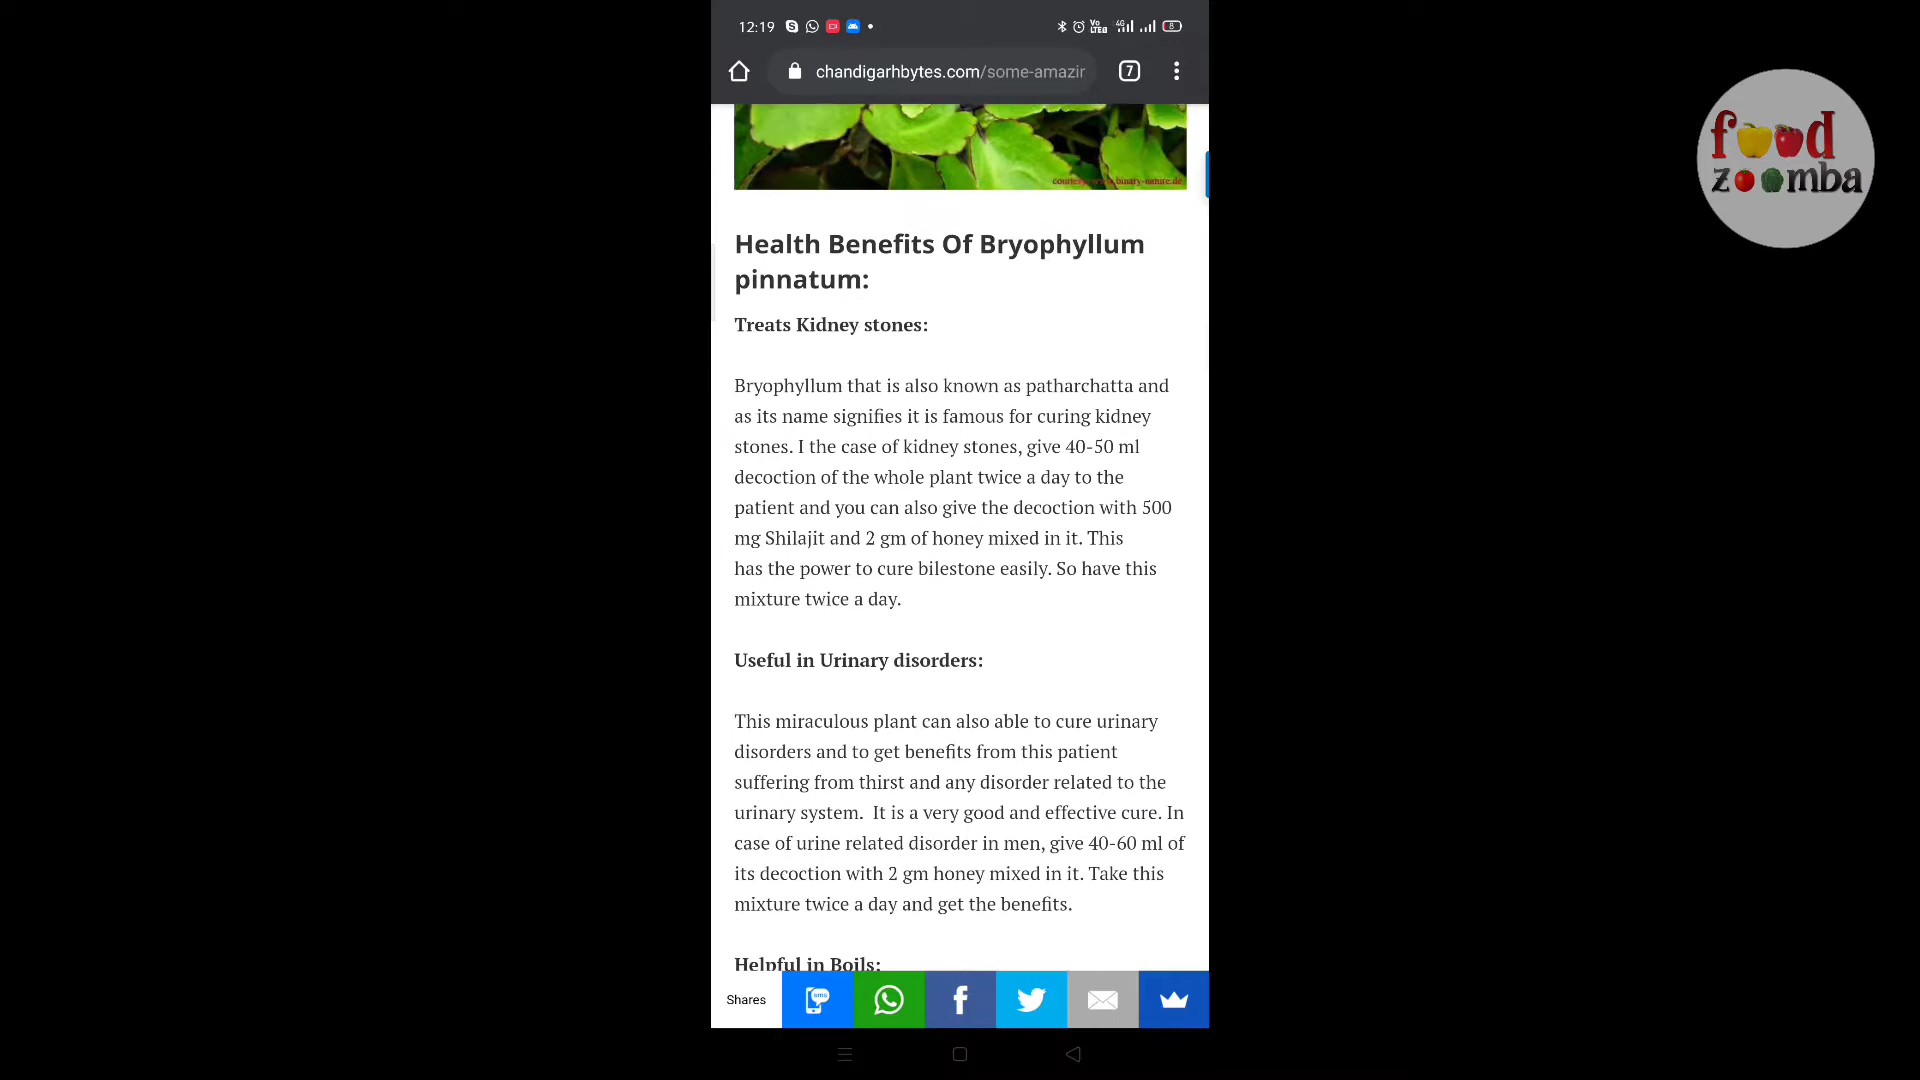 12:19
Vo
LTE
4G
8
chandigarhbytes.com/some-amazir
7
food
zoomba
Health Benefits Of Bryophyllum
pinnatum:
Treats Kidney stones:
Bryophyllum that is also known as patharchatta and
as its name signifies it is famous for curing kidney
stones. I the case of kidney stones, give 40-50 ml
decoction of the whole plant twice a day to the
patient and you can also give the decoction with 500
mg Shilajit and 2 gm of honey mixed in it. This
has the power to cure bilestone easily. So have this
mixture twice a day.
Useful in Urinary disorders:
This miraculous plant can also able to cure urinary
disorders and to get benefits from this patient
suffering from thirst and any disorder related to the
urinary system.  It is a very good and effective cure. In
case of urine related disorder in men, give 40-60 ml of
its decoction with 2 gm honey mixed in it. Take this
mixture twice a day and get the benefits.
Helpful in Boils:
Shares
sms